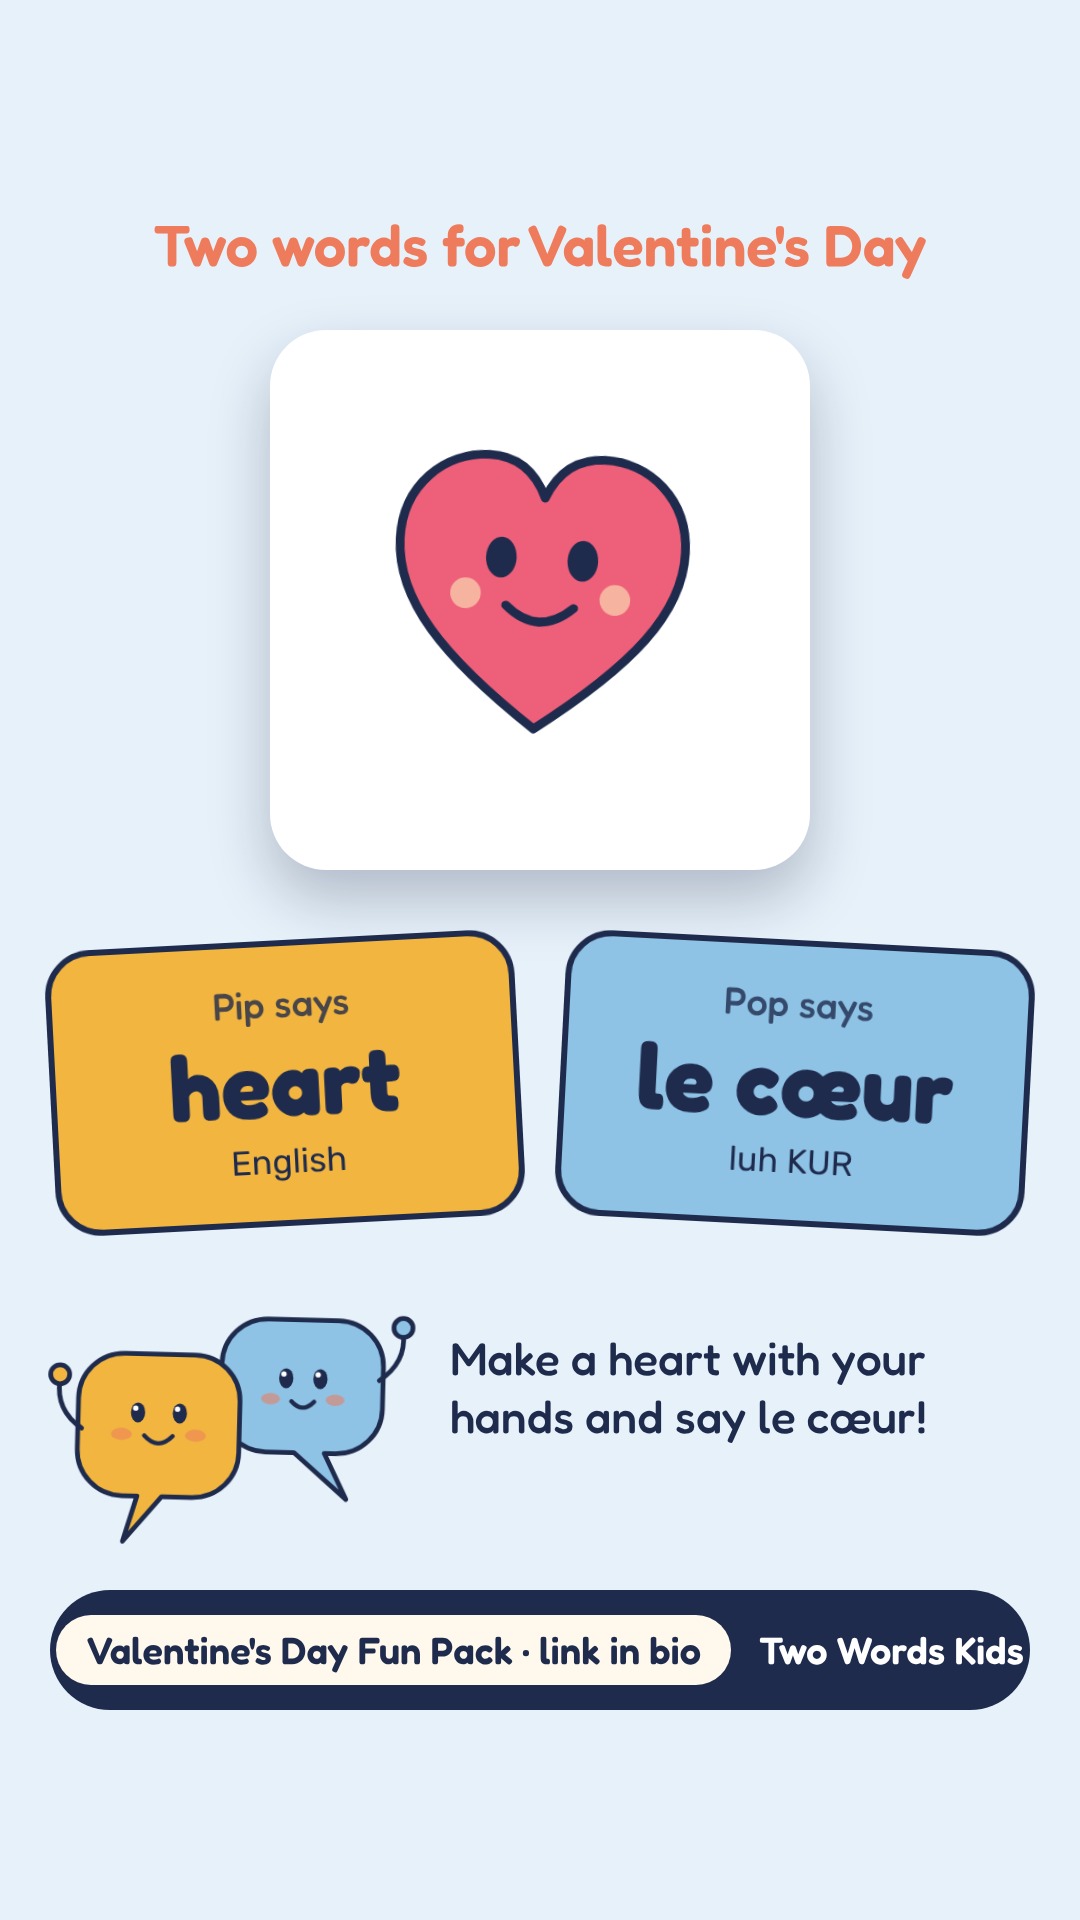 Two words for Valentine's Day
Pip says
heart
English
Pop says
le cœur
luh KUR
Make a heart with your
hands and say le cœur!
Valentine's Day Fun Pack · link in bio
Two Words Kids